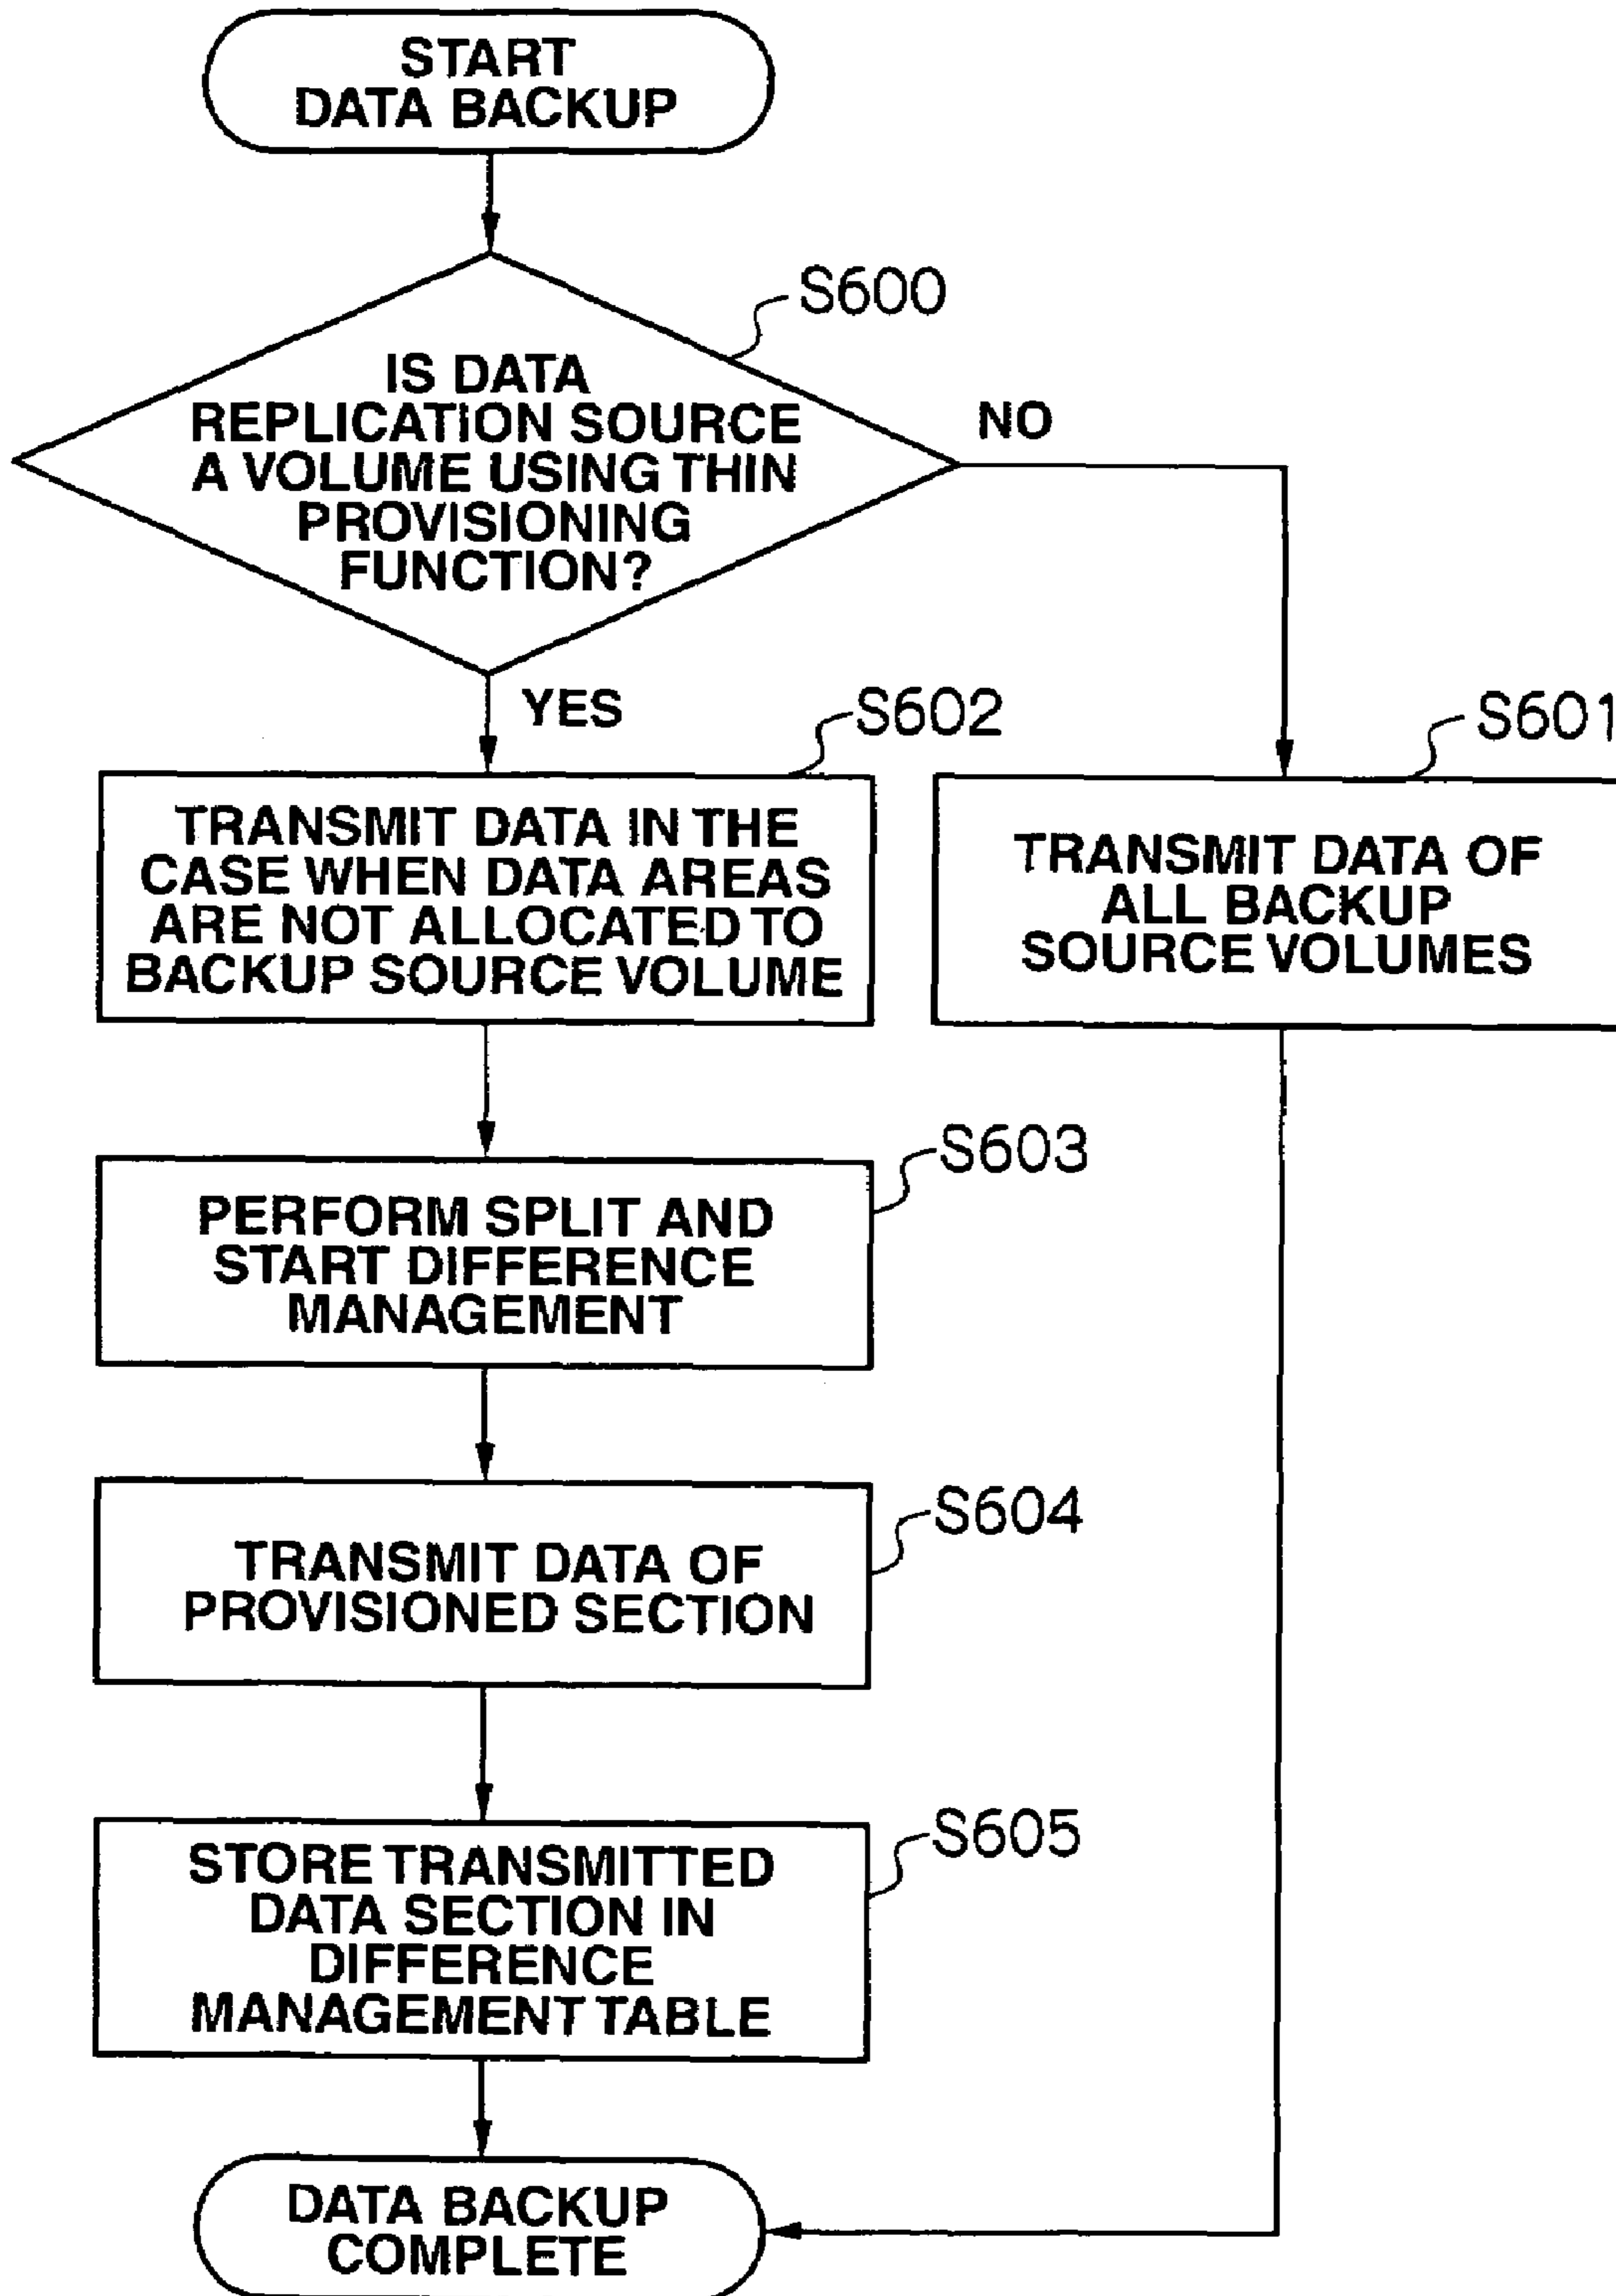 START
DATA BACKUP
S600
IS DATA
REPLICATION SOURCE
A VOLUME USING THIN
PROVISIONING
FUNCTION?
NO
YES
S602
S601
TRANSMIT DATA IN THE
CASE WHEN DATA AREAS
ARE NOT ALLOCATED TO
BACKUP SOURCE VOLUME
TRANSMIT DATA OF
ALL BACKUP
SOURCE VOLUMES
S603
PERFORM SPLIT AND
START DIFFERENCE
MANAGEMENT
S604
TRANSMIT DATA OF
PROVISIONED SECTION
S605
STORE TRANSMITTED
DATA SECTION IN
DIFFERENCE
MANAGEMENT TABLE
DATA BACKUP
COMPLETE